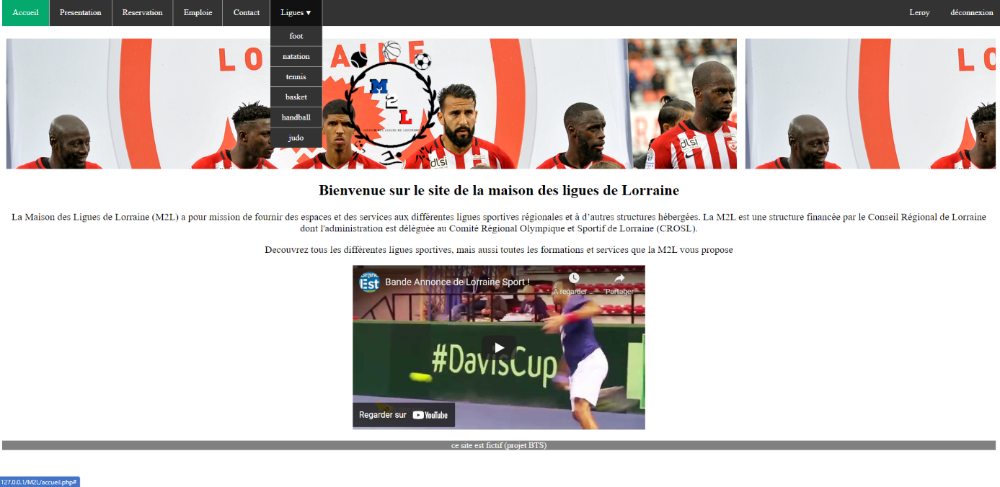 Accueil Presentation Reservation Emploie Contact Ligues ▼ Leroy déconnexion
foot
natation
tennis
basket
handball
judo
LO AINE
LO
M
2
L
MAISON DES LIGUES DE LORRAINE
dlsi
dlsi
dlsi
Bienvenue sur le site de la maison des ligues de Lorraine
La Maison des Ligues de Lorraine (M2L) a pour mission de fournir des espaces et des services aux différentes ligues sportives régionales et à d’autres structures hébergées. La M2L est une structure financée par le Conseil Régional de Lorraine
dont l'administration est déléguée au Comité Régional Olympique et Sportif de Lorraine (CROSL).
Decouvrez tous les différentes ligues sportives, mais aussi toutes les formations et services que la M2L vous propose
Grand
Est
Bande Annonce de Lorraine Sport !
À regarder ... Partager
#DavisCup
Regarder sur YouTube
ce site est fictif (projet BTS)
127.0.0.1/M2L/accueil.php#